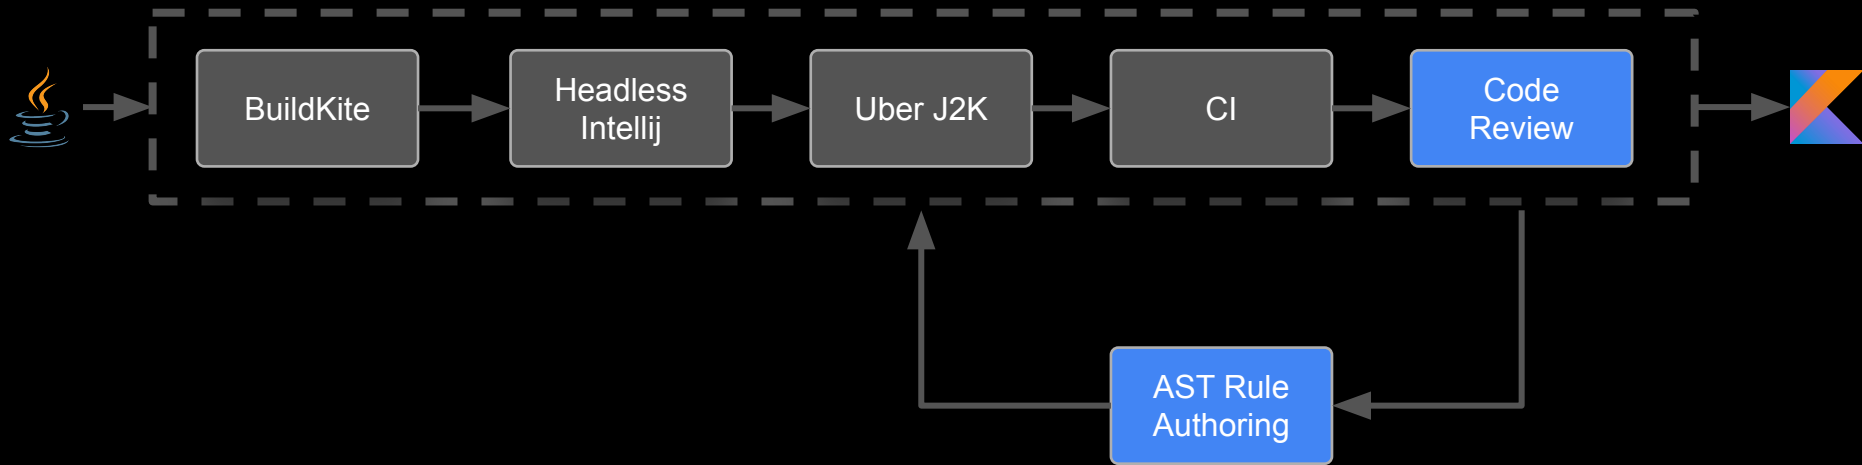 BuildKite
Headless
Intellij
Uber J2K
CI
Code
Review
AST Rule
Authoring